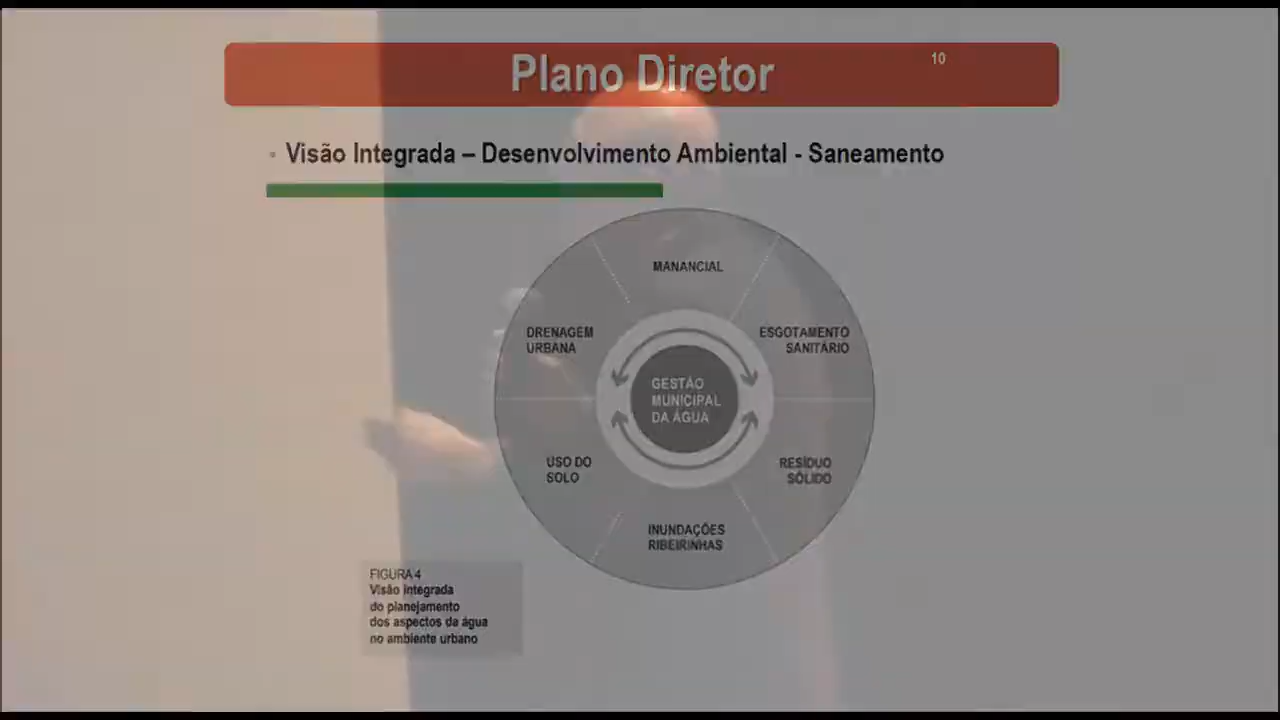 Plano Diretor
10
• Visão Integrada – Desenvolvimento Ambiental - Saneamento
MANANCIAL
DRENAGEM
URBANA
ESGOTAMENTO
SANITÁRIO
GESTÃO
MUNICIPAL
DA ÁGUA
USO DO
SOLO
RESÍDUO
SÓLIDO
INUNDAÇÕES
RIBEIRINHAS
FIGURA 4
Visão integrada
do planejamento
dos aspectos da água
no ambiente urbano